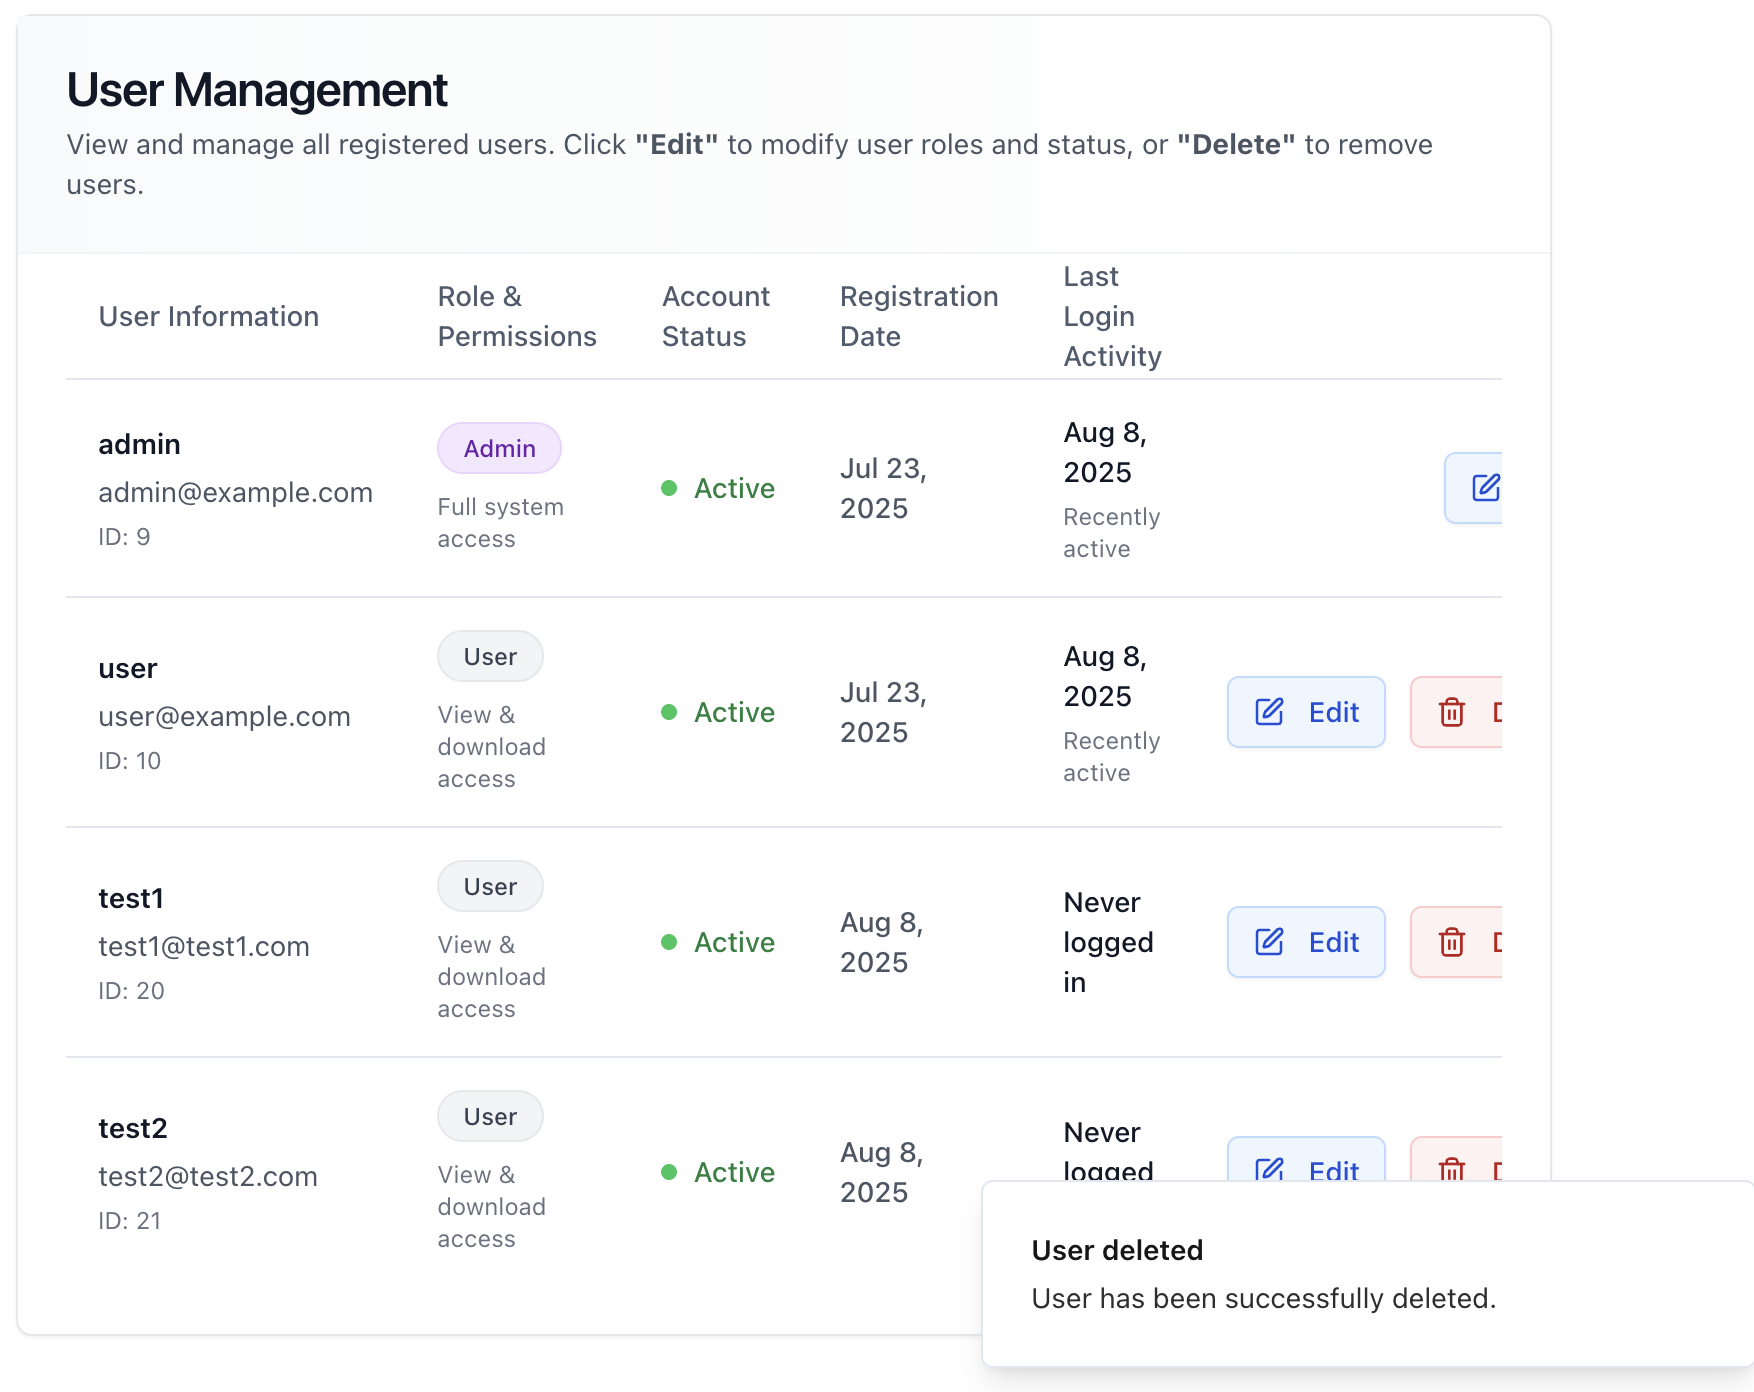 User Management
View and manage all registered users. Click "Edit" to modify user roles and status, or "Delete" to remove
users.
User Information
Role &
Permissions
Account
Status
Registration
Date
Last
Login
Activity
admin
admin@example.com
ID: 9
Admin
Full system
access
Active
Jul 23,
2025
Aug 8,
2025
Recently
active
user
user@example.com
ID: 10
User
View &
download
access
Active
Jul 23,
2025
Aug 8,
2025
Recently
active
Edit
test1
test1@test1.com
ID: 20
User
View &
download
access
Active
Aug 8,
2025
Never
logged
in
Edit
test2
test2@test2.com
ID: 21
User
View &
download
access
Active
Aug 8,
2025
Never
logged
Edit
User deleted
User has been successfully deleted.